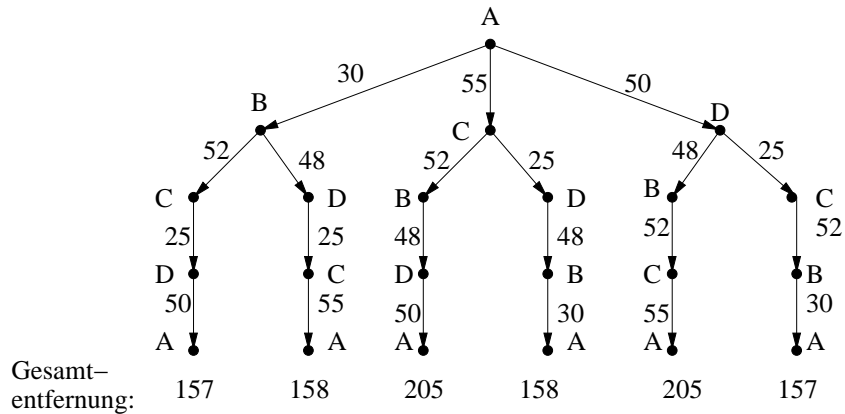 A
30 55 50
B C D
52 48 52 25 48 25
C D B D B C
25 25 48 48 52 52
D C D B C B
50 55 50 30 55 30
A A A A A A
Gesamt–
entfernung: 157 158 205 158 205 157